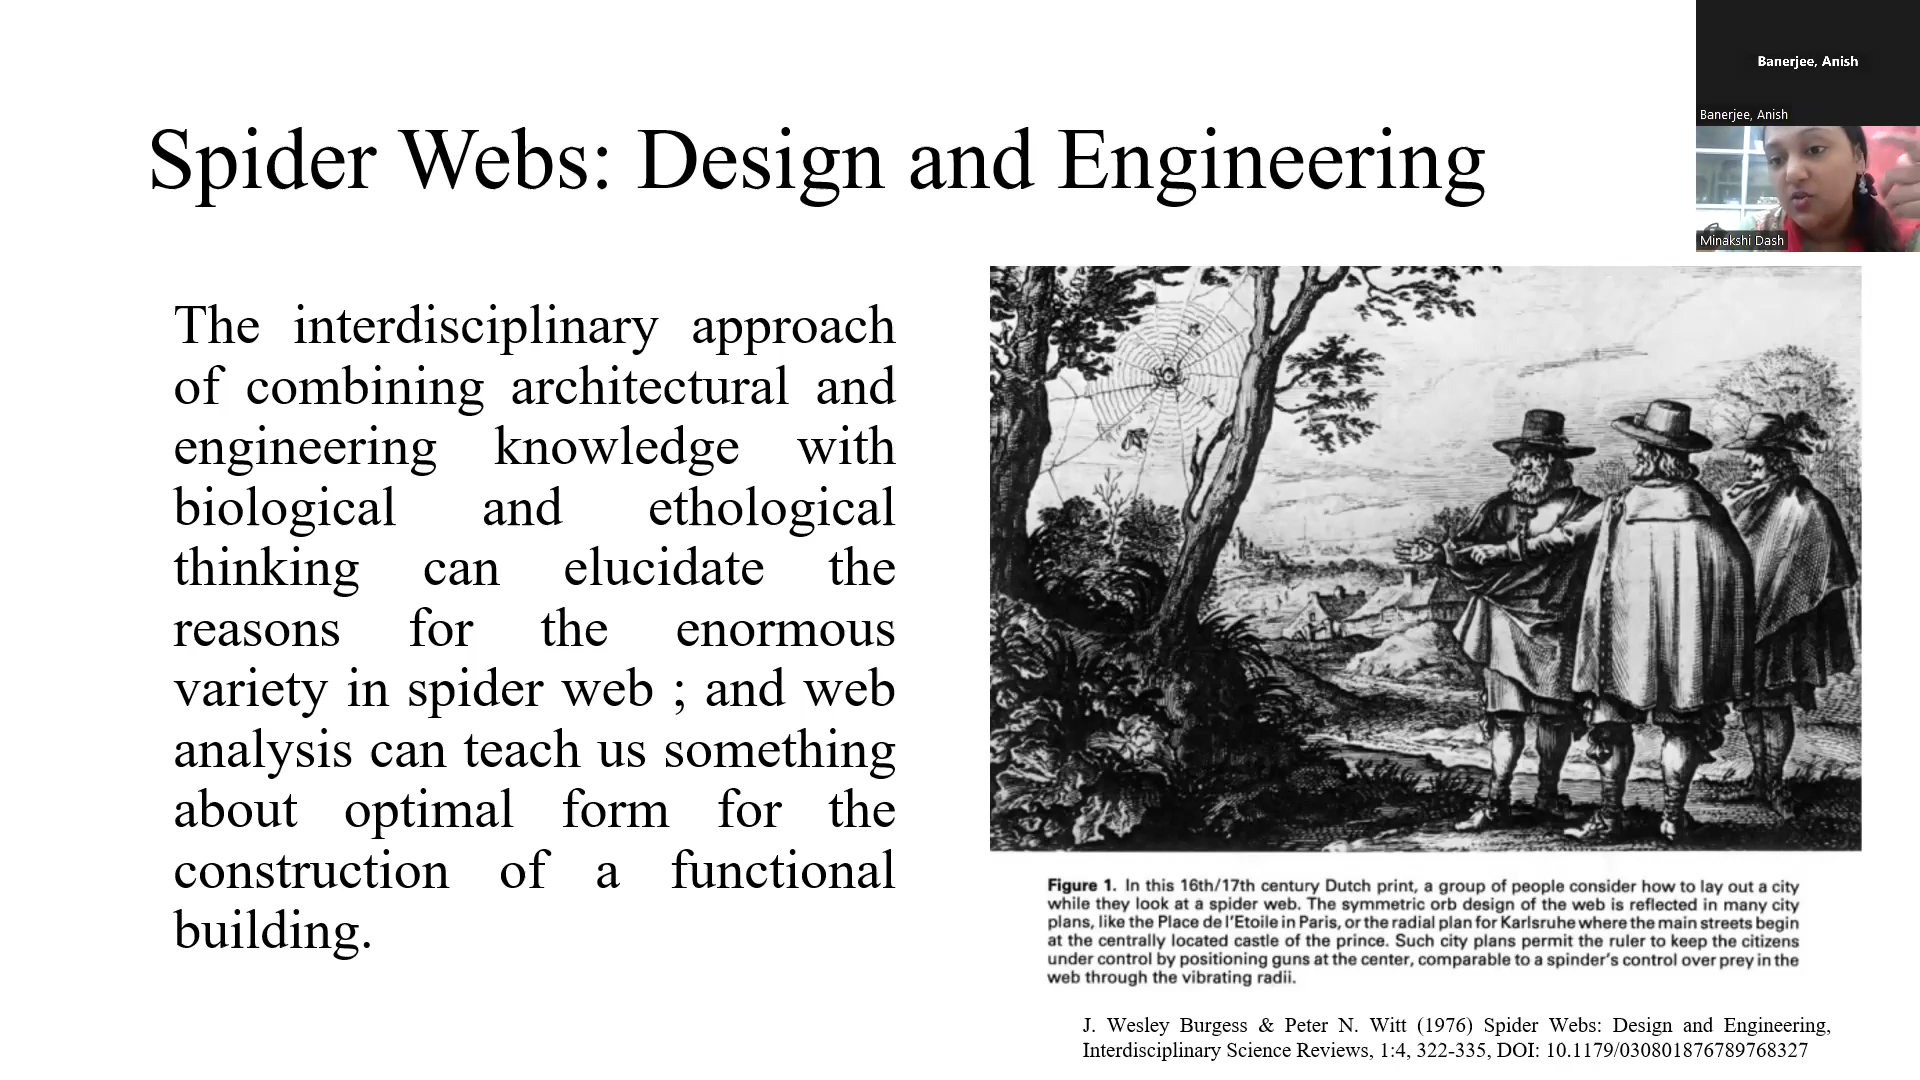 Banerjee, Anish
Banerjee, Anish
Minakshi Dash
Spider Webs: Design and Engineering
The interdisciplinary approach
of combining architectural and
engineering knowledge with
biological and ethological
thinking can elucidate the
reasons for the enormous
variety in spider web ; and web
analysis can teach us something
about optimal form for the
construction of a functional
building.
Figure 1. In this 16th/17th century Dutch print, a group of people consider how to lay out a city
while they look at a spider web. The symmetric orb design of the web is reflected in many city
plans, like the Place de l'Etoile in Paris, or the radial plan for Karlsruhe where the main streets begin
at the centrally located castle of the prince. Such city plans permit the ruler to keep the citizens
under control by positioning guns at the center, comparable to a spinder's control over prey in the
web through the vibrating radii.
J. Wesley Burgess & Peter N. Witt (1976) Spider Webs: Design and Engineering,
Interdisciplinary Science Reviews, 1:4, 322-335, DOI: 10.1179/030801876789768327